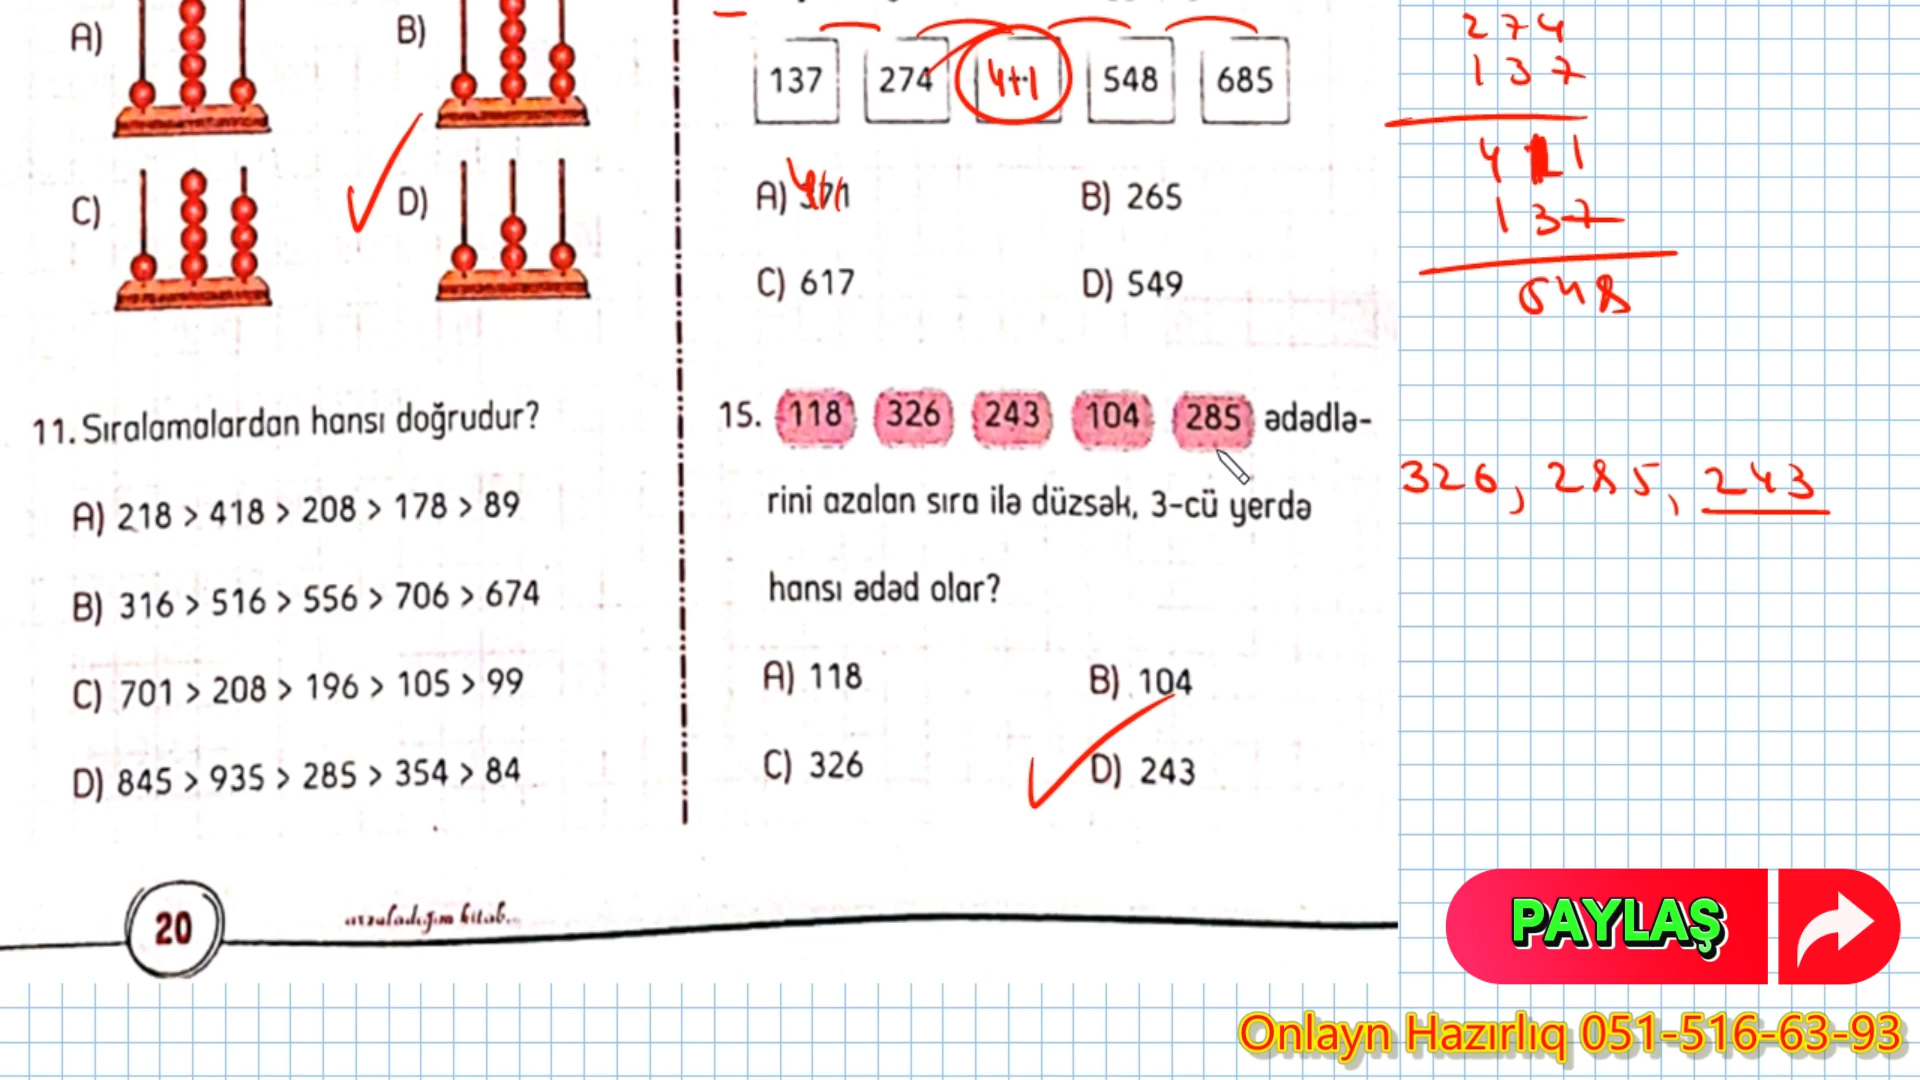 A)
B)
C)
D)
11. Sıralamalardan hansı doğrudur?
A) 218 > 418 > 208 > 178 > 89
B) 316 > 516 > 556 > 706 > 674
C) 701 > 208 > 196 > 105 > 99
D) 845 > 935 > 285 > 354 > 84
20
kitab..
137 274 411 548 685
A) 411
B) 265
C) 617
D) 549
15. 118 326 243 104 285 ədədlə-
rini azalan sıra ilə düzsək, 3-cü yerdə
hansı ədəd olar?
A) 118
B) 104
C) 326
D) 243
274
137
411
137
548
326, 285, 243
PAYLAŞ
Onlayn Hazırlıq 051-516-63-93